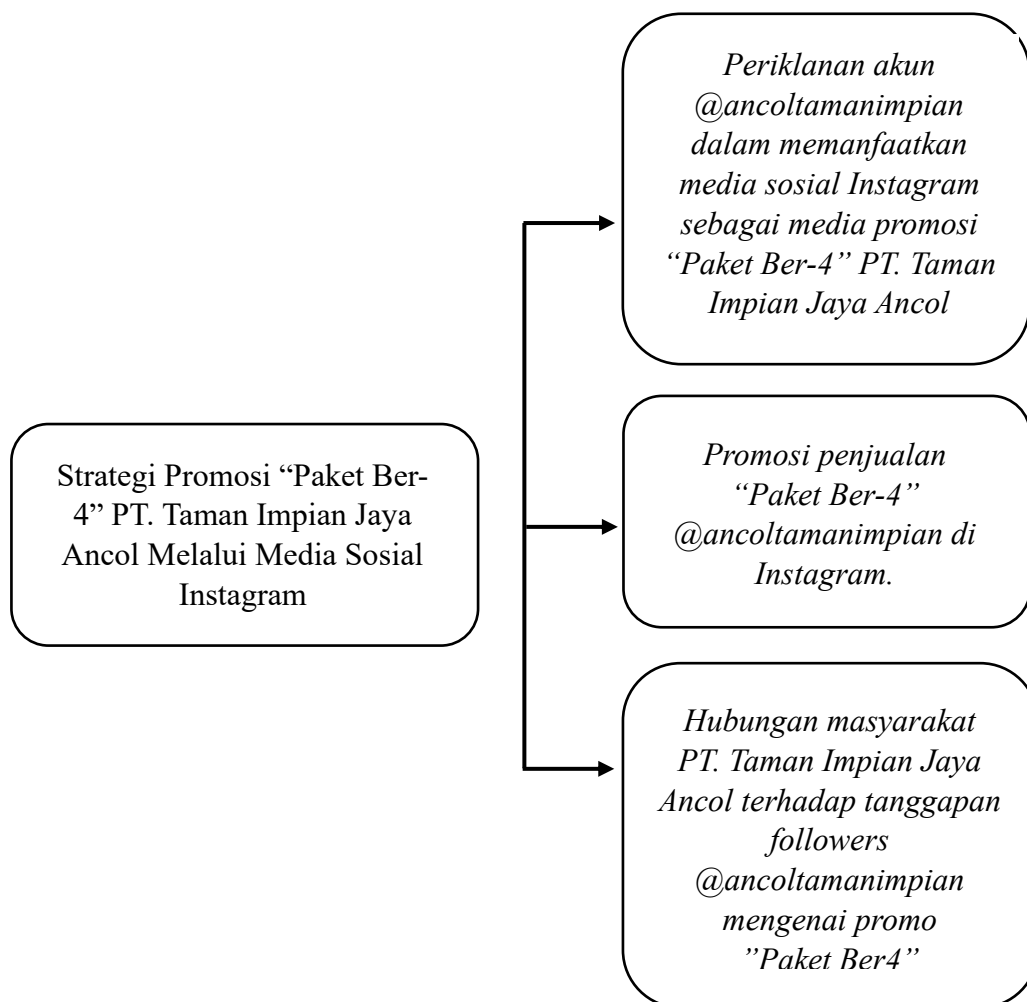 Periklanan akun
@ancoltamanimpian
dalam memanfaatkan
media sosial Instagram
sebagai media promosi
“Paket Ber-4” PT. Taman
Impian Jaya Ancol
Strategi Promosi “Paket Ber-
4” PT. Taman Impian Jaya
Ancol Melalui Media Sosial
Instagram
Promosi penjualan
“Paket Ber-4”
@ancoltamanimpian di
Instagram.
Hubungan masyarakat
PT. Taman Impian Jaya
Ancol terhadap tanggapan
followers
@ancoltamanimpian
mengenai promo
”Paket Ber4”